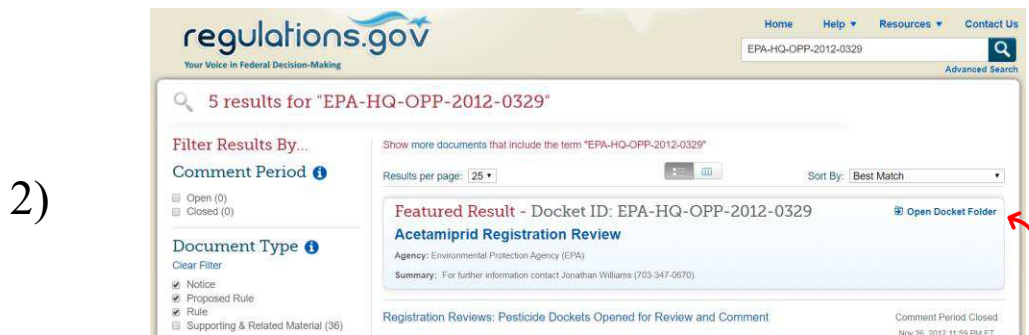 2)
regulations.gov
Your Voice in Federal Decision-Making
Home Help ▾ Resources ▾ Contact Us
EPA-HQ-OPP-2012-0329
Advanced Search
5 results for "EPA-HQ-OPP-2012-0329"
Filter Results By...
Comment Period
Open (0)
Closed (0)
Document Type
Clear Filter
Notice
Proposed Rule
Rule
Supporting & Related Material (36)
Show more documents that include the term "EPA-HQ-OPP-2012-0329"
Results per page: 25 ▾ Sort By: Best Match ▾
Featured Result - Docket ID: EPA-HQ-OPP-2012-0329 Open Docket Folder
Acetamiprid Registration Review
Agency: Environmental Protection Agency (EPA)
Summary: For further information contact Jonathan Williams (703-347-0670).
Registration Reviews: Pesticide Dockets Opened for Review and Comment Comment Period Closed
Nov 26, 2012 11:59 PM ET